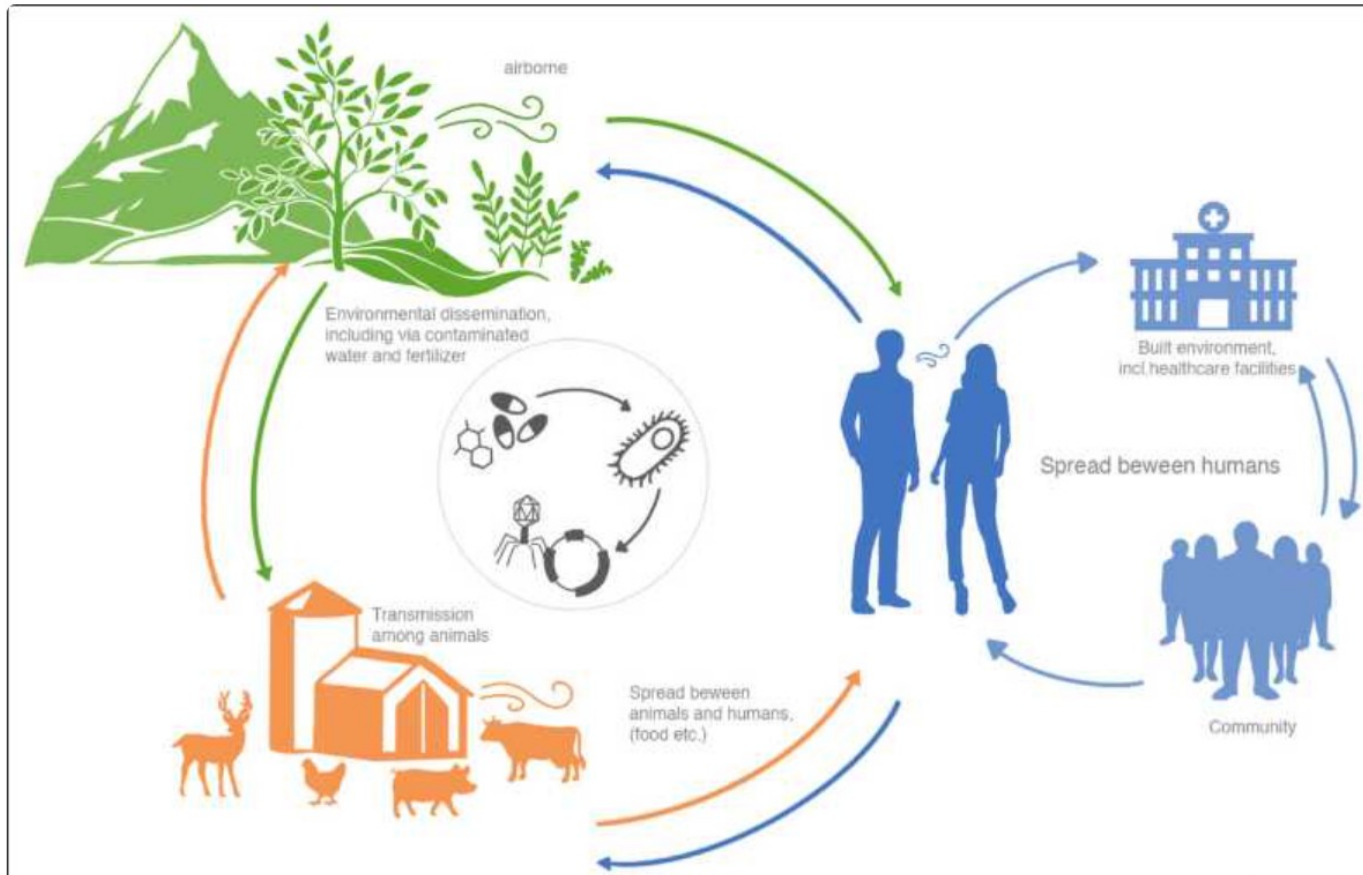 airborne
Environmental dissemination,
including via contaminated
water and fertilizer
Built environment,
incl.healthcare facilities
Spread beween humans
Transmission
among animals
Spread beween
animals and humans,
(food etc.)
Community